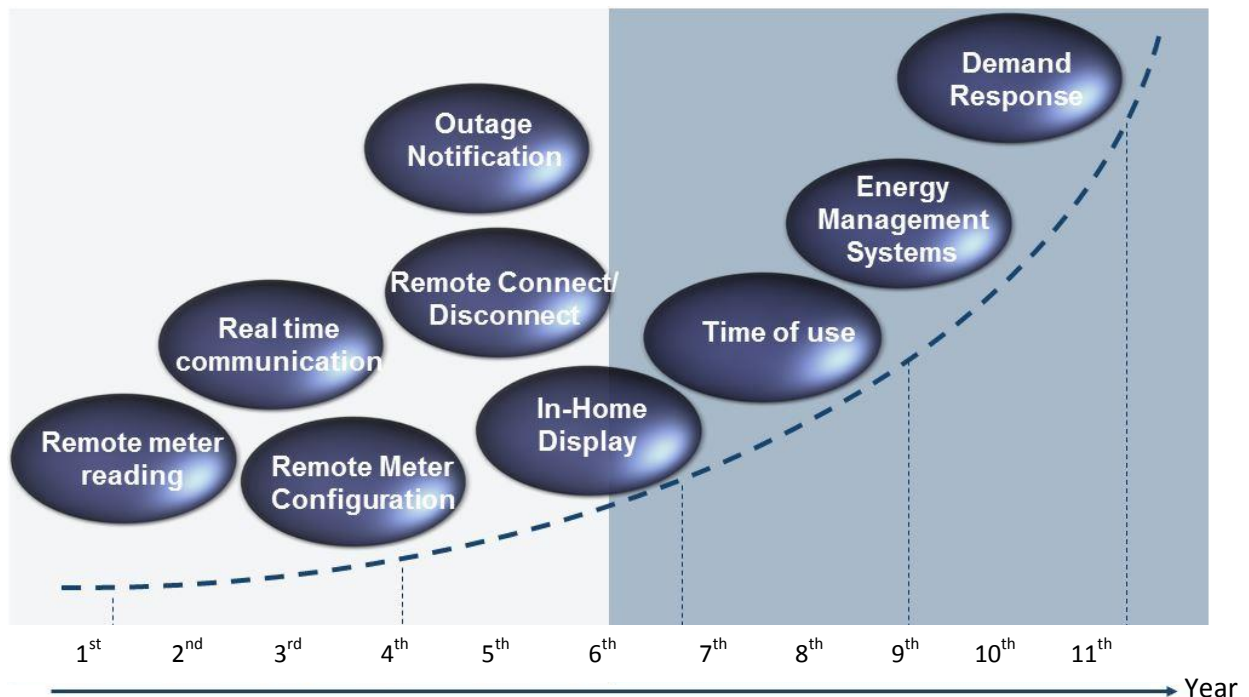 Demand
Response
Outage
Notification
Energy
Management
Systems
Remote Connect/
Disconnect
Real time
communication
Time of use
In-Home
Display
Remote meter
reading
Remote Meter
Configuration
1st 2nd 3rd 4th 5th 6th 7th 8th 9th 10th 11th
Year